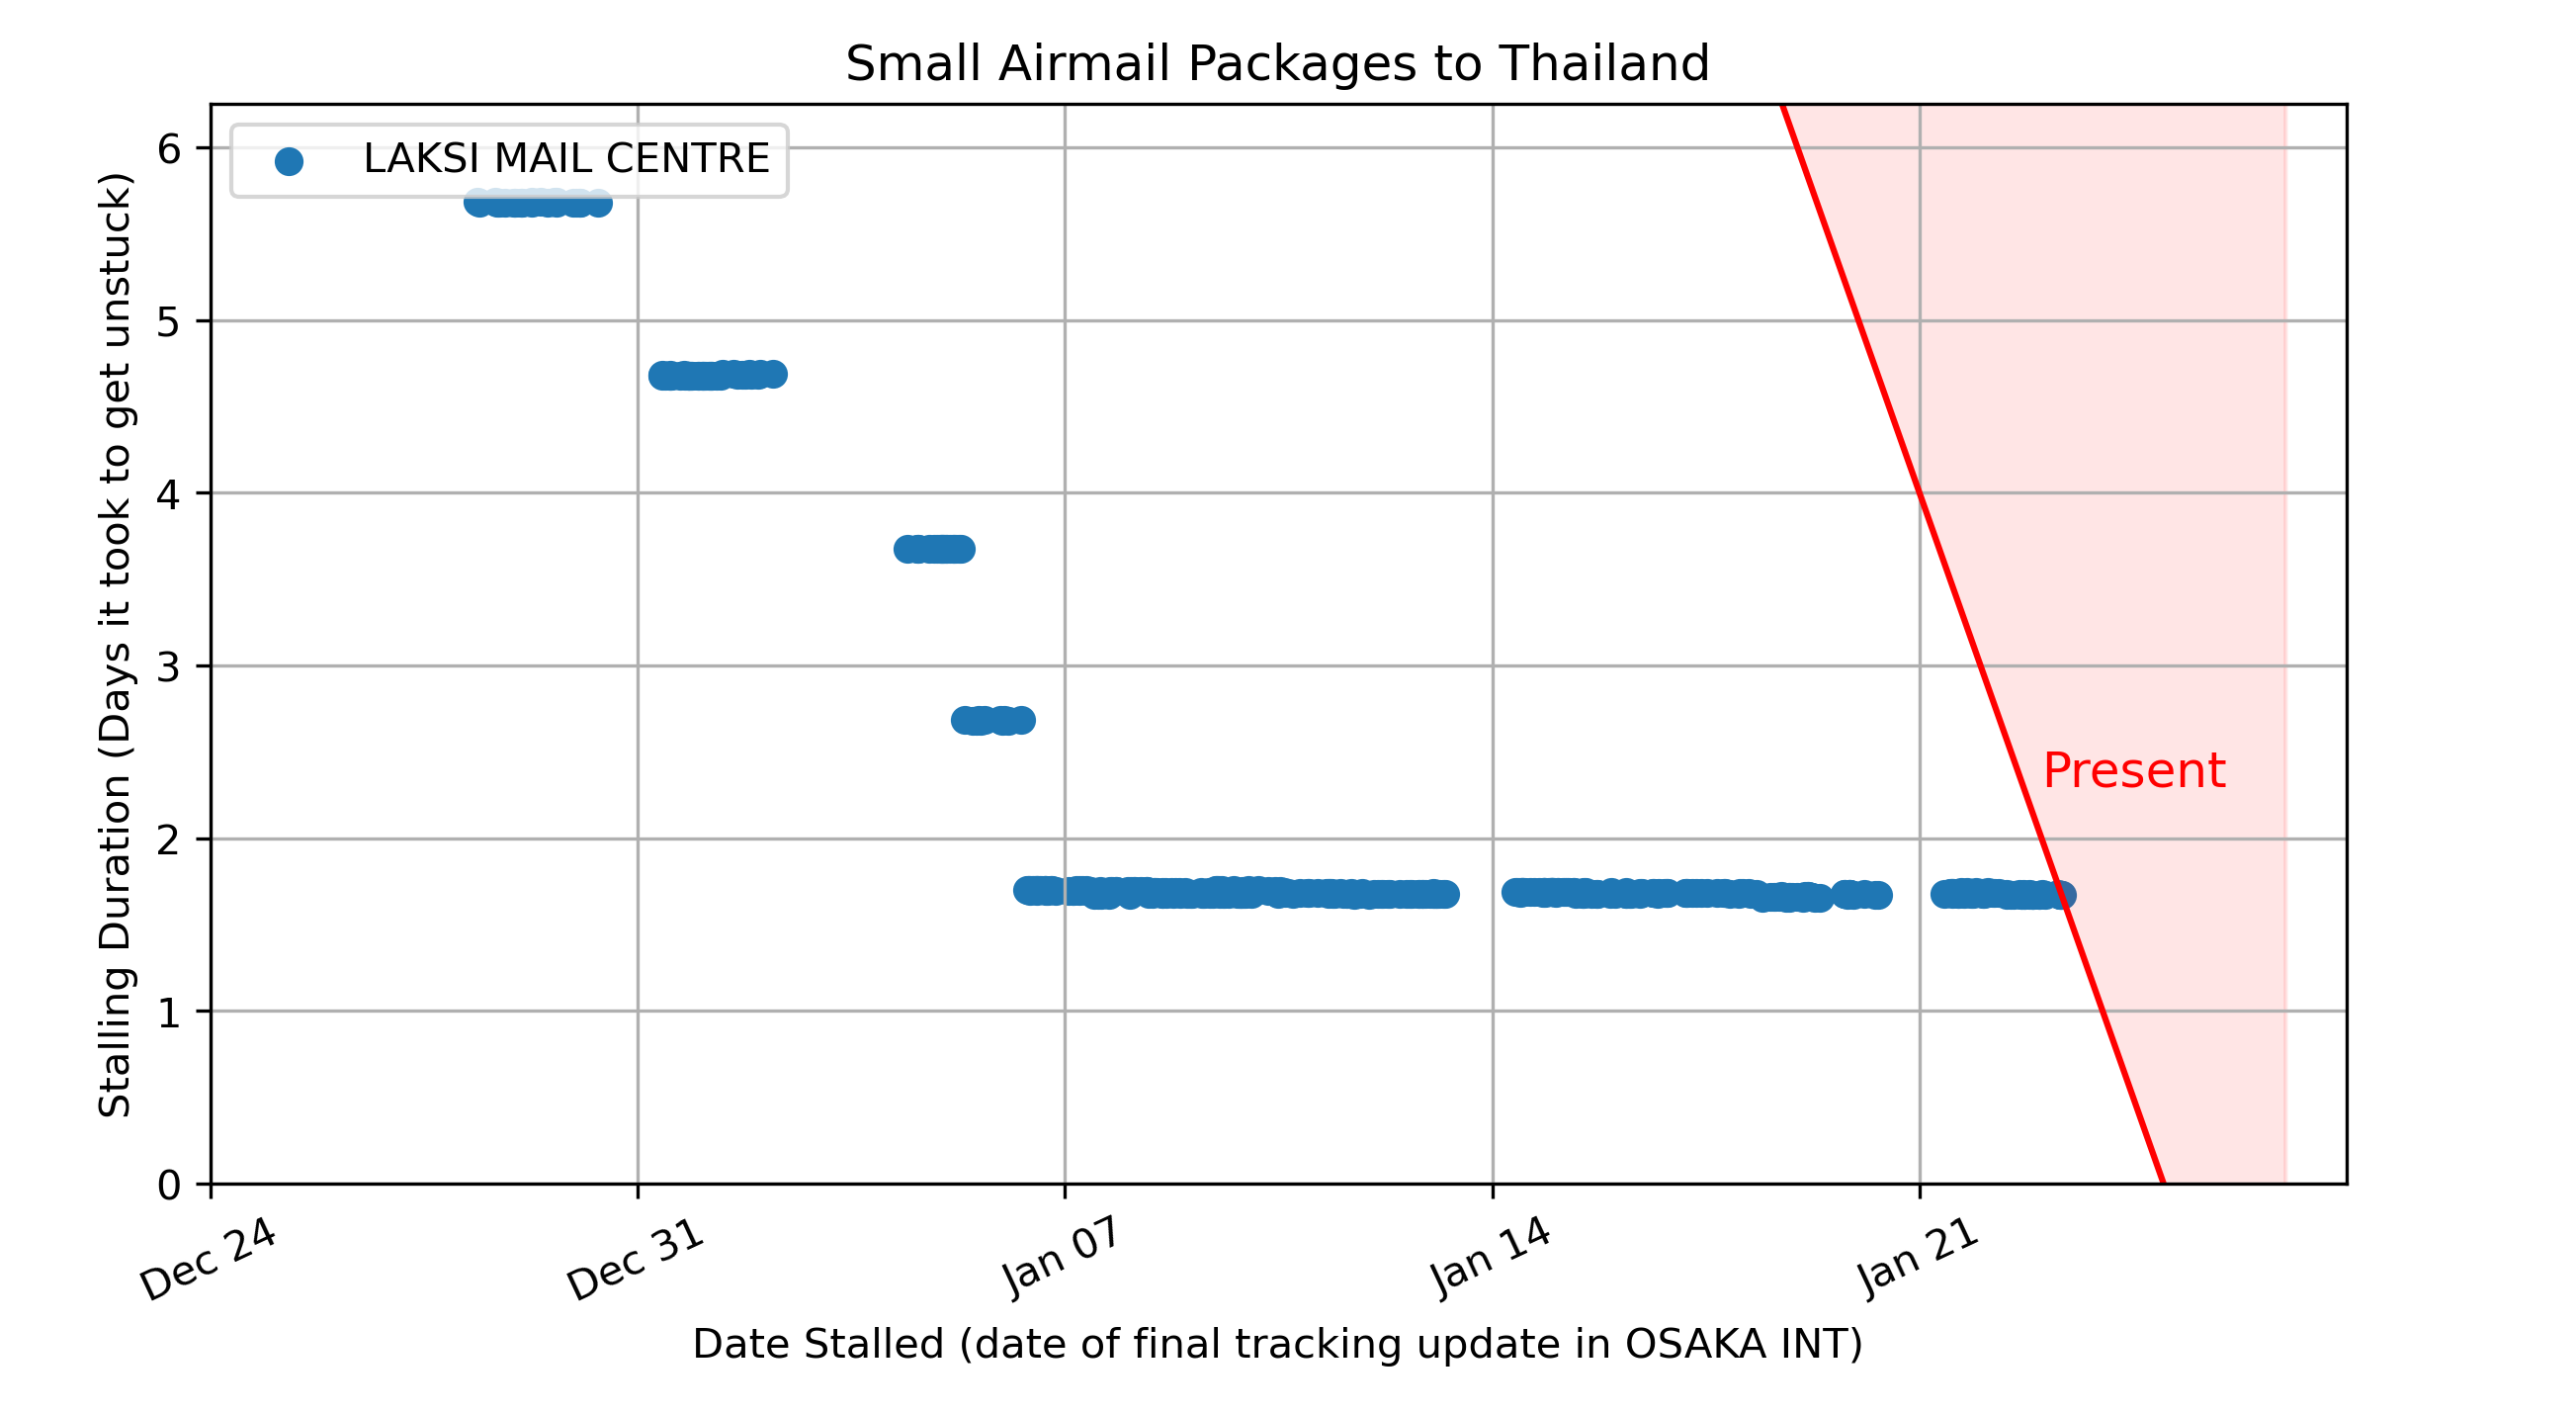 Small Airmail Packages to Thailand
LAKSI MAIL CENTRE
Stalling Duration (Days it took to get unstuck)
6
5
4
3
2
1
0
Present
Dec 24
Dec 31
Jan 07
Jan 14
Jan 21
Date Stalled (date of final tracking update in OSAKA INT)